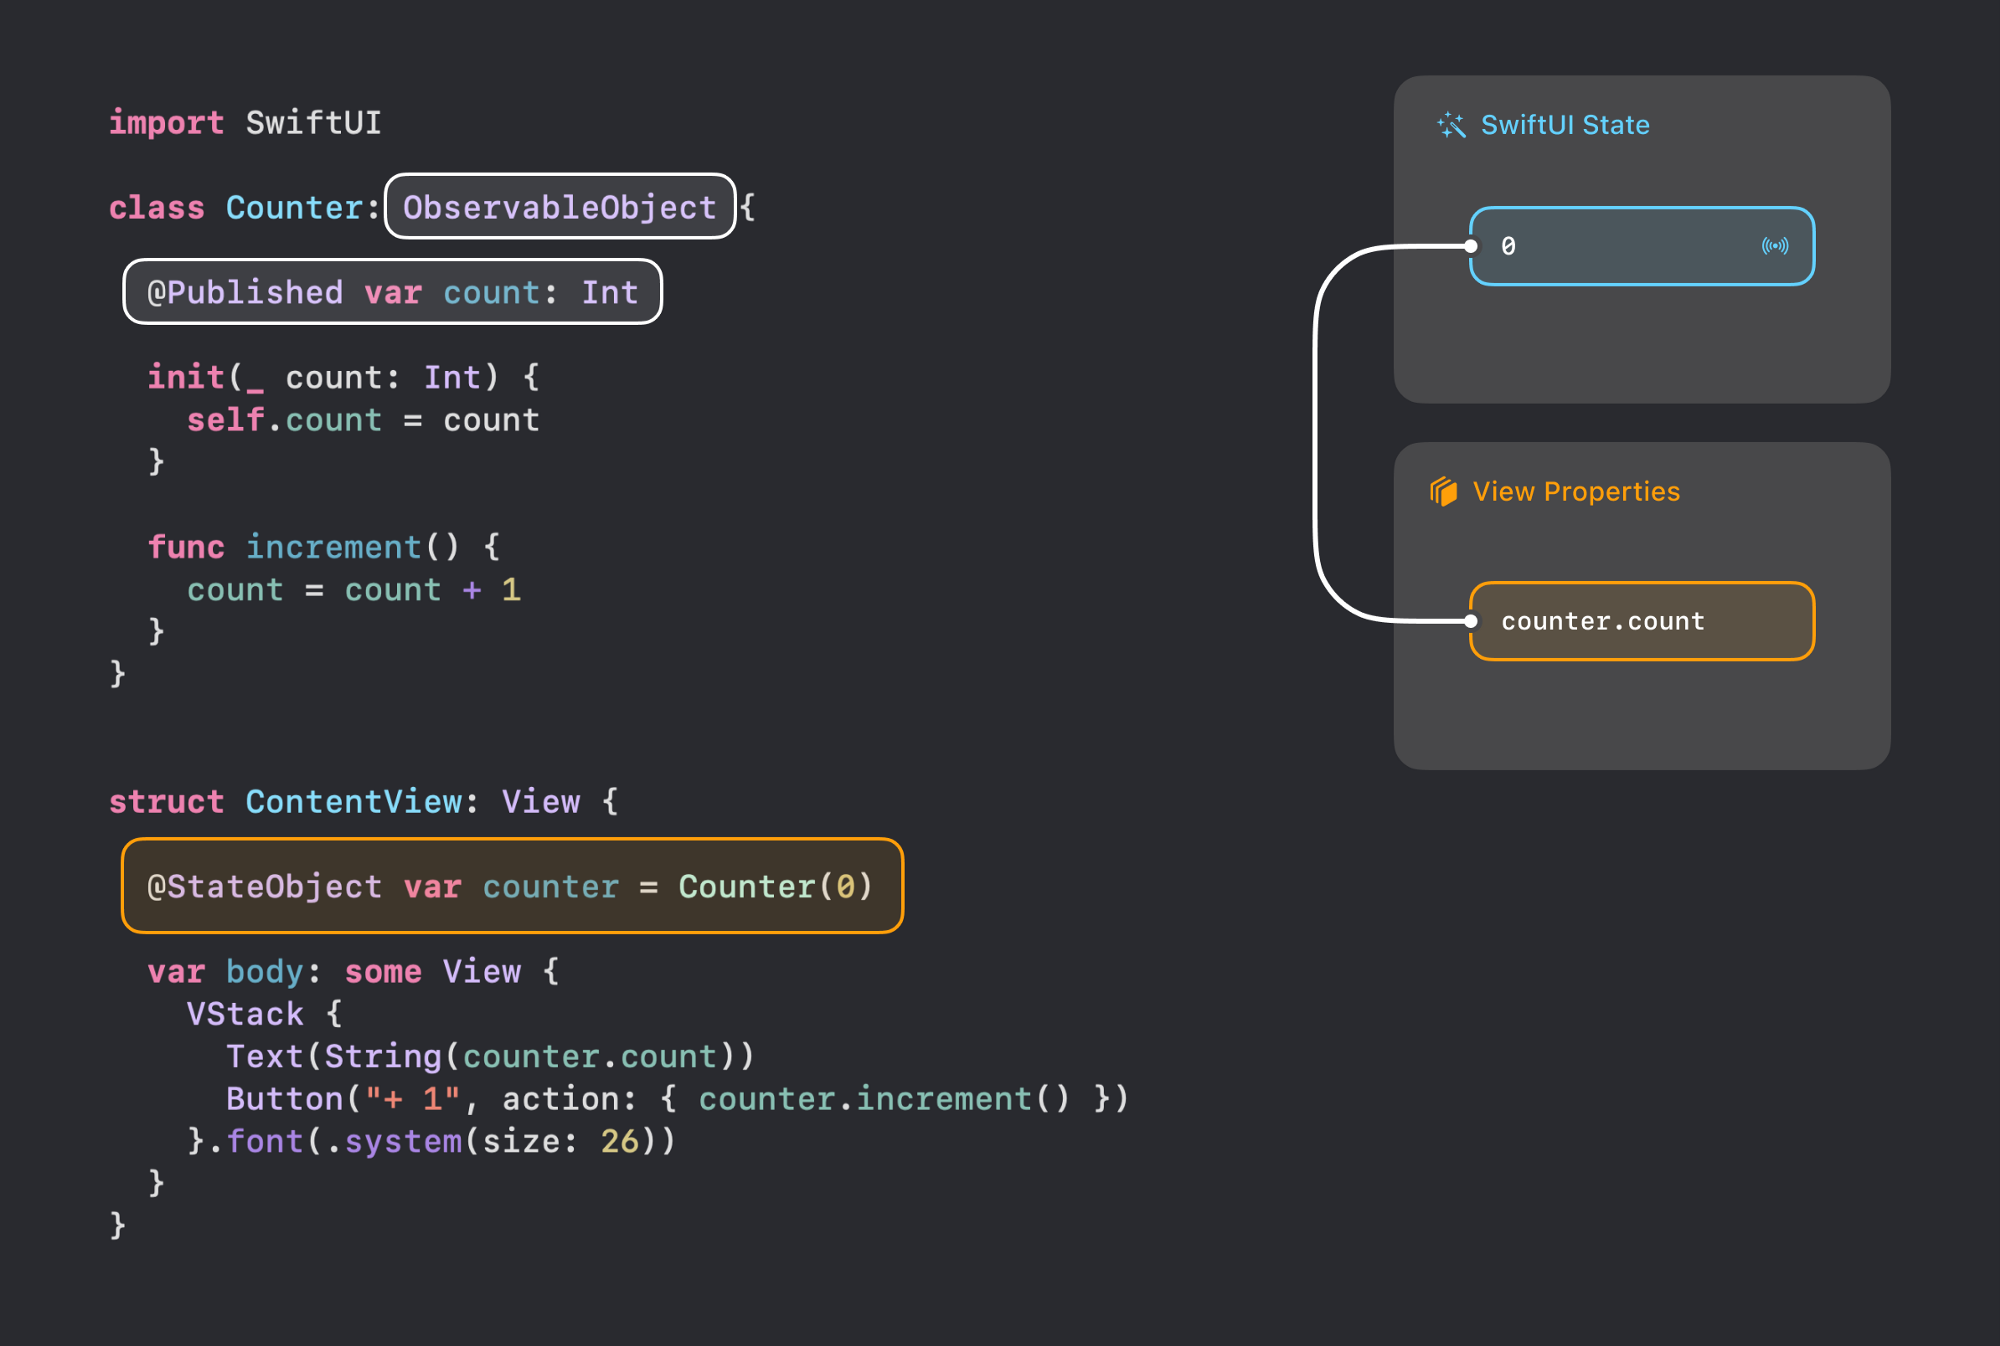 import SwiftUI
class Counter: ObservableObject {
@Published var count: Int
init(_ count: Int) {
self.count = count
}
func increment() {
count = count + 1
}
}
struct ContentView: View {
@StateObject var counter = Counter(0)
var body: some View {
VStack {
Text(String(counter.count))
Button("+ 1", action: { counter.increment() })
}.font(.system(size: 26))
}
}
SwiftUI State
0
View Properties
counter.count